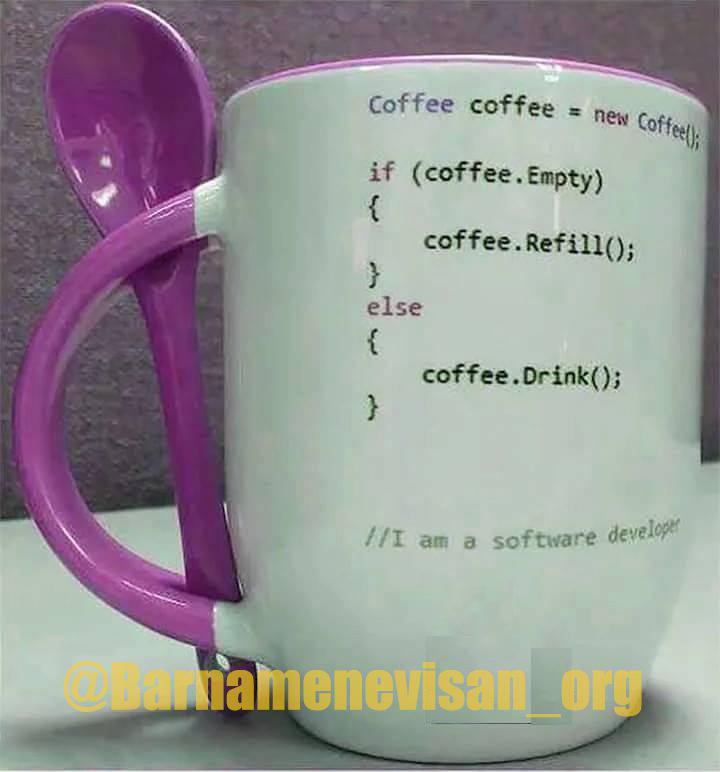 Coffee coffee = new Coffee();
if (coffee.Empty)
{
coffee.Refill();
}
else
{
coffee.Drink();
}
//I am a software developer
@Barnamenevisan_org